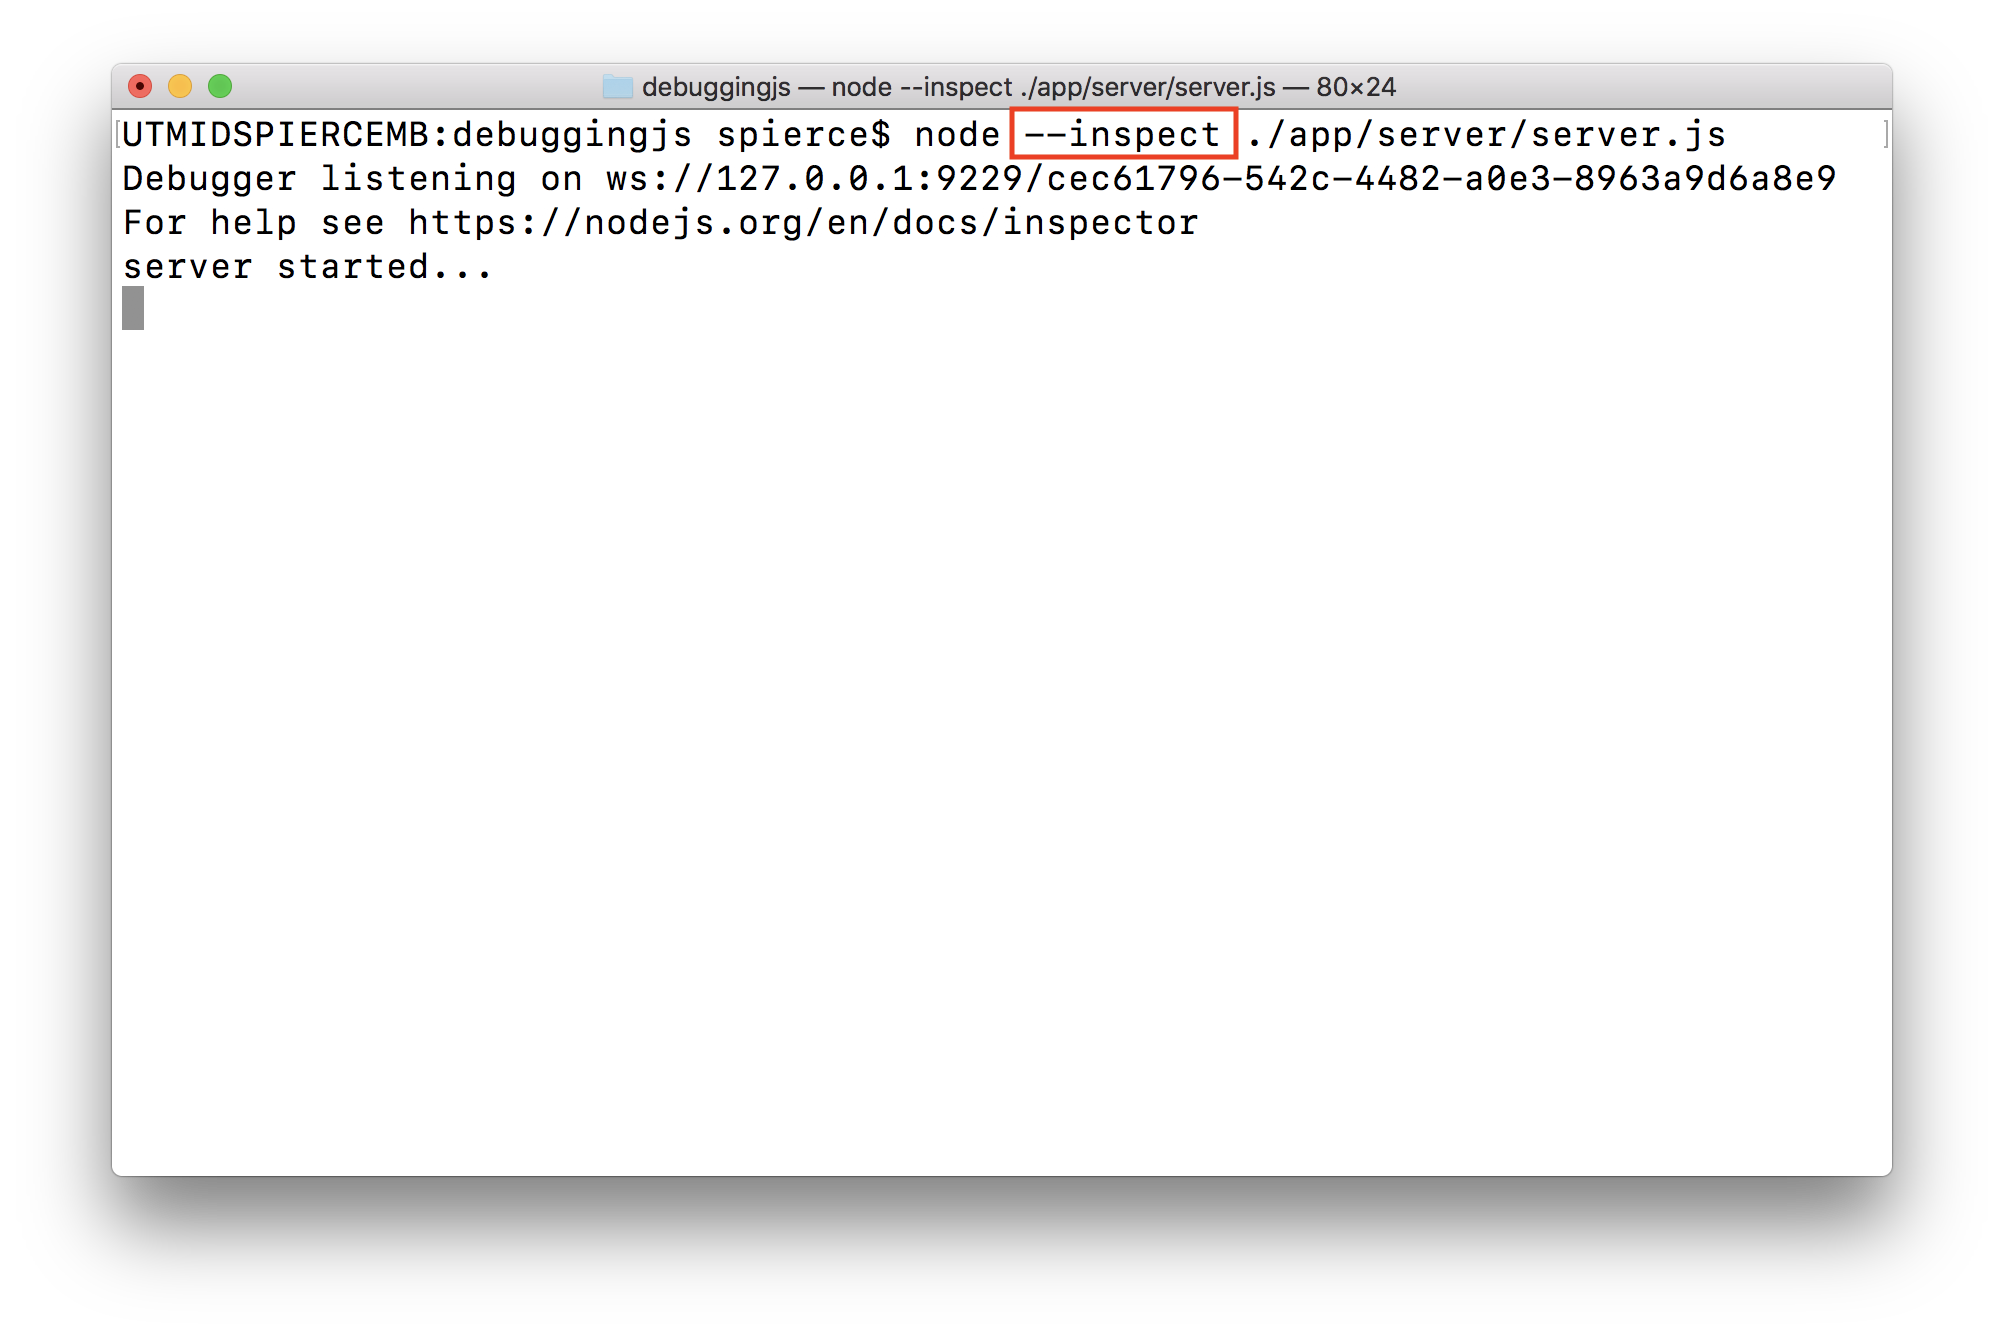 debuggingjs — node --inspect ./app/server/server.js — 80×24
[UTMIDSPIERCEMB:debuggingjs spierce$ node --inspect ./app/server/server.js ]
Debugger listening on ws://127.0.0.1:9229/cec61796-542c-4482-a0e3-8963a9d6a8e9
For help see https://nodejs.org/en/docs/inspector
server started...